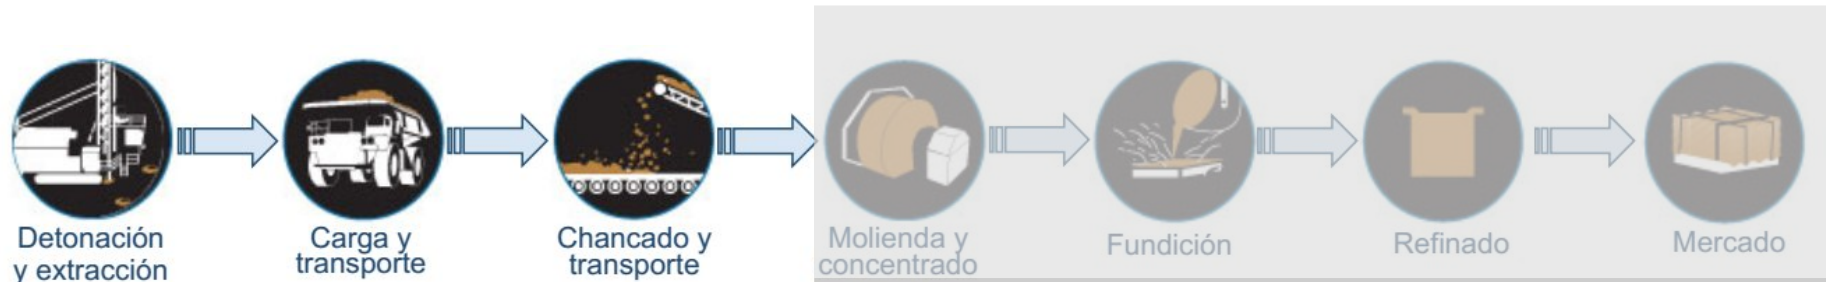 Detonación
y extracción
Carga y
transporte
Chancado y
transporte
Molienda y
concentrado
Fundición
Refinado
Mercado